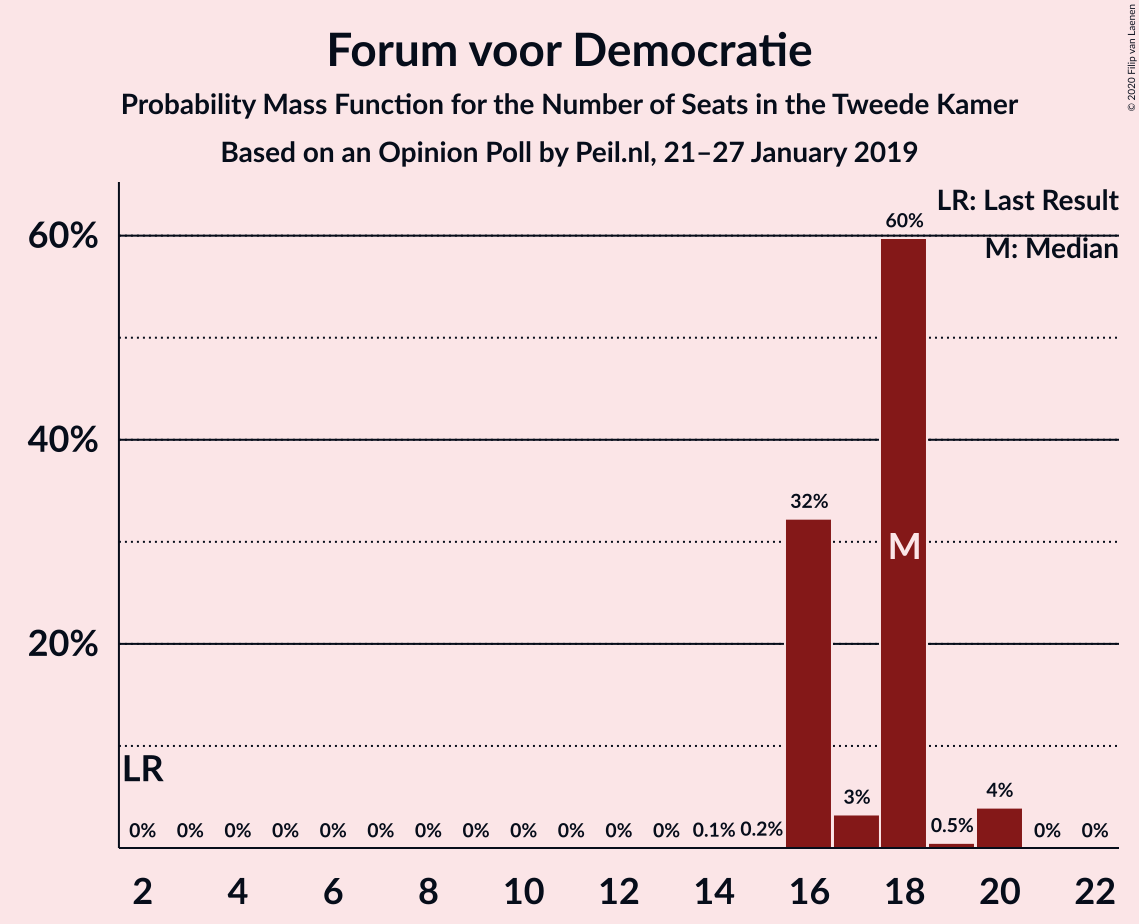 Forum voor Democratie
Probability Mass Function for the Number of Seats in the Tweede Kamer
Based on an Opinion Poll by Peil.nl, 21–27 January 2019
© 2020 Filip van Laenen
LR: Last Result
M: Median
60%
40%
20%
60%
32%
M
LR
0% 0% 0% 0% 0% 0% 0% 0% 0% 0% 0% 0% 0.1% 0.2% 3% 0.5% 4% 0% 0%
2 4 6 8 10 12 14 16 18 20 22